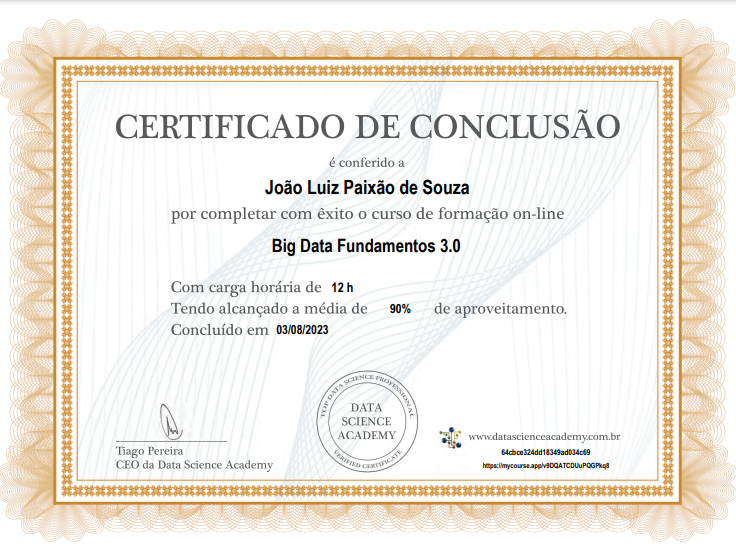 CERTIFICADO DE CONCLUSÃO
é conferido a
João Luiz Paixão de Souza
por completar com êxito o curso de formação on-line
Big Data Fundamentos 3.0
Com carga horária de 12 h
Tendo alcançado a média de 90% de aproveitamento.
Concluído em 03/08/2023
TOP DATA SCIENCE PROFESSIONAL
DATA
SCIENCE
ACADEMY
VERIFIED CERTIFICATE
Tiago Pereira
CEO da Data Science Academy
www.datascienceacademy.com.br
64cbce324dd18349ad034c69
https://mycourse.app/v9DQATCDUuPQGPkq8